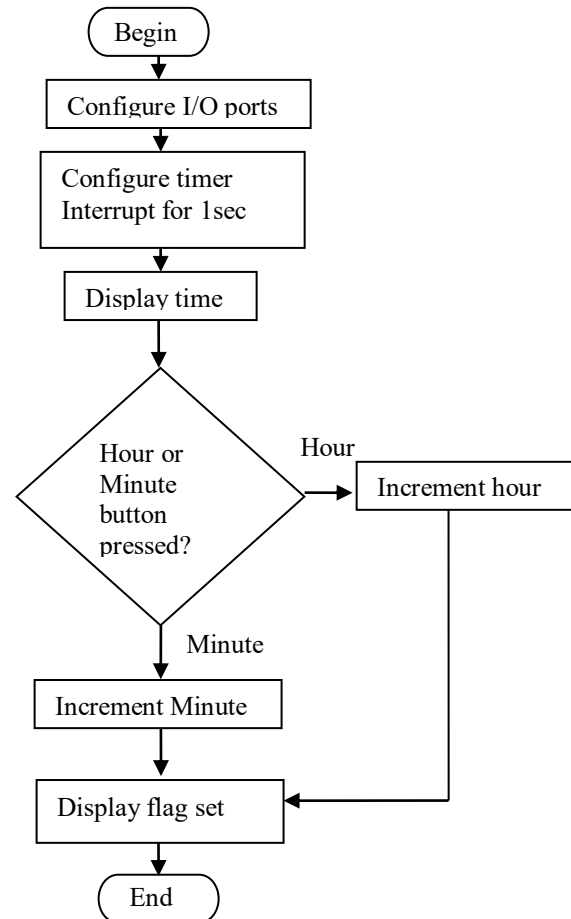 Begin
Configure I/O ports
Configure timer
Interrupt for 1sec
Display time
Hour or
Minute
button
pressed?
Hour
Increment hour
Minute
Increment Minute
Display flag set
End